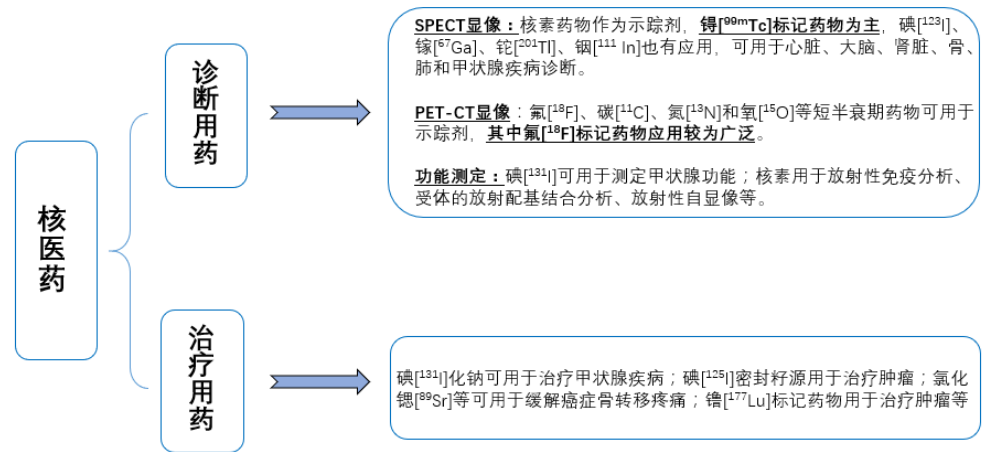 核医药
诊断用药
SPECT显像：核素药物作为示踪剂，锝[99mTc]标记药物为主，碘[123I]、
镓[67Ga]、铊[201Tl]、铟[111 In]也有应用，可用于心脏、大脑、肾脏、骨、
肺和甲状腺疾病诊断。
PET-CT显像：氟[18F]、碳[11C]、氮[13N]和氧[15O]等短半衰期药物可用于
示踪剂，其中氟[18F]标记药物应用较为广泛。
功能测定：碘[131I]可用于测定甲状腺功能；核素用于放射性免疫分析、
受体的放射配基结合分析、放射性自显像等。
治疗用药
碘[131I]化钠可用于治疗甲状腺疾病；碘[125I]密封籽源用于治疗肿瘤；氯化
锶[89Sr]等可用于缓解癌症骨转移疼痛；镥[177Lu]标记药物用于治疗肿瘤等